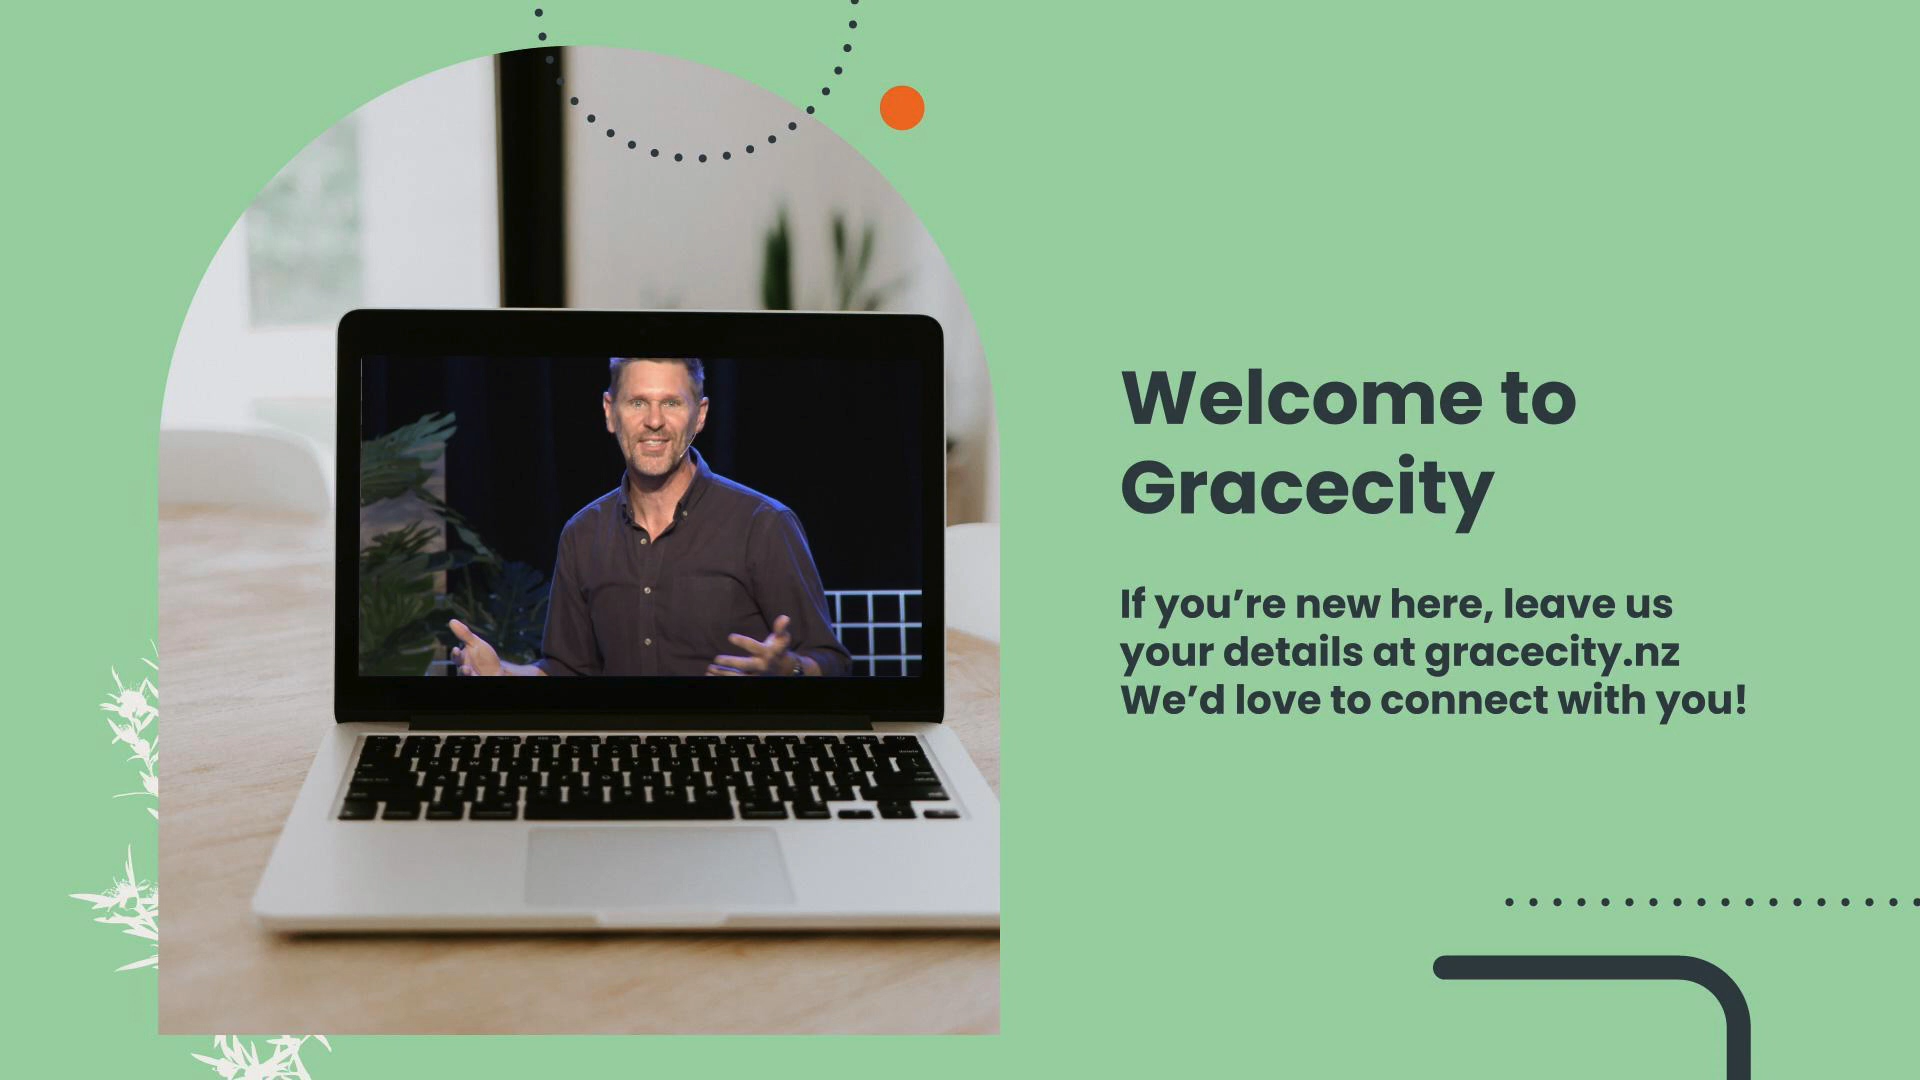 Welcome to
Gracecity
If you’re new here, leave us
your details at gracecity.nz
We’d love to connect with you!